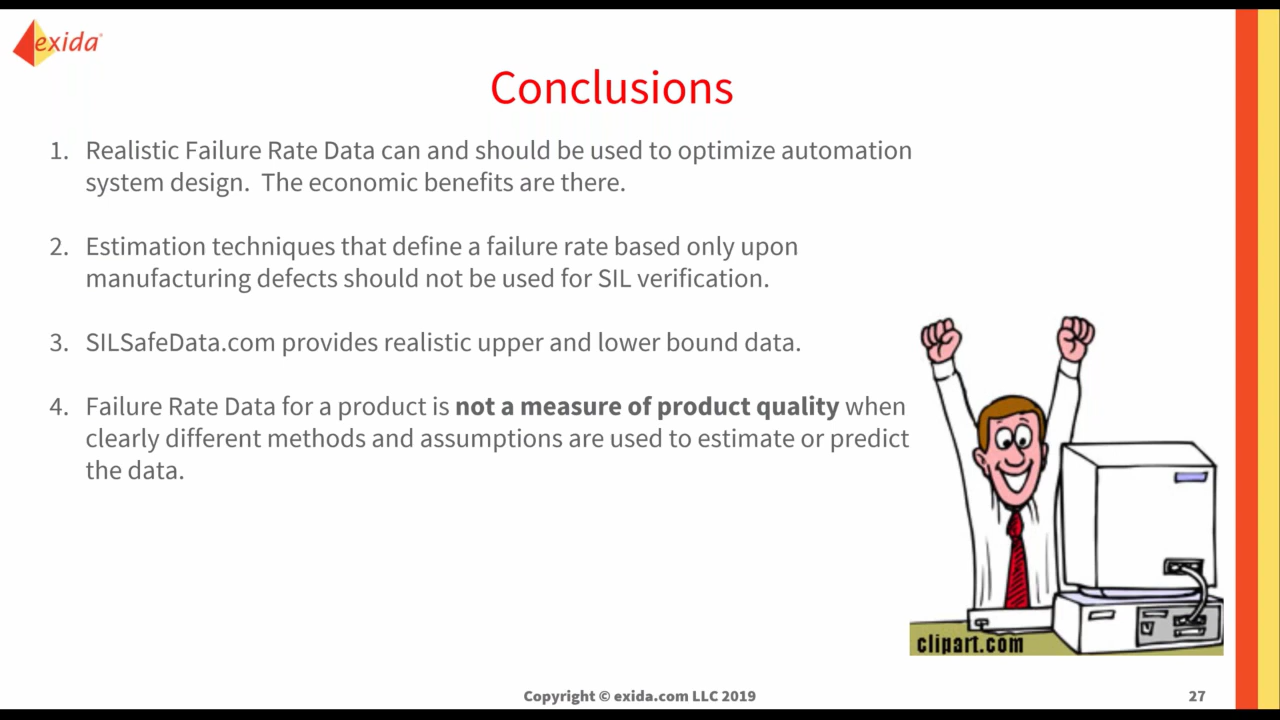 exida
Conclusions
1. Realistic Failure Rate Data can and should be used to optimize automation
system design.  The economic benefits are there.
2. Estimation techniques that define a failure rate based only upon
manufacturing defects should not be used for SIL verification.
3. SILSafeData.com provides realistic upper and lower bound data.
4. Failure Rate Data for a product is not a measure of product quality when
clearly different methods and assumptions are used to estimate or predict
the data.
clipart.com
Copyright © exida.com LLC 2019
27